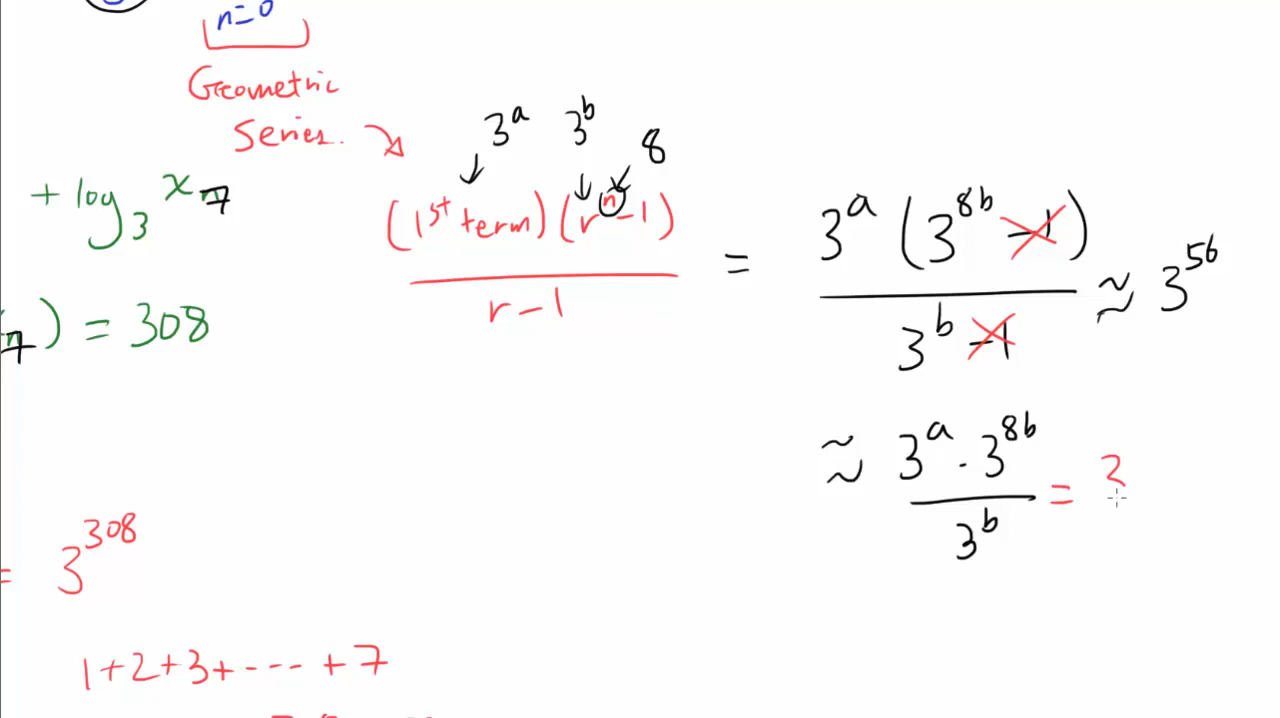 n=0
Geometric
Series.
3^a 3^b 8
+ log_3 x_7
(1st term)(r^n-1)
r-1
= 3^a (3^8b -1)
3^b -1
≈ 3^56
7) = 308
≈ 3^a · 3^8b
3^b
= 3
= 3^308
1+2+3+---- +7